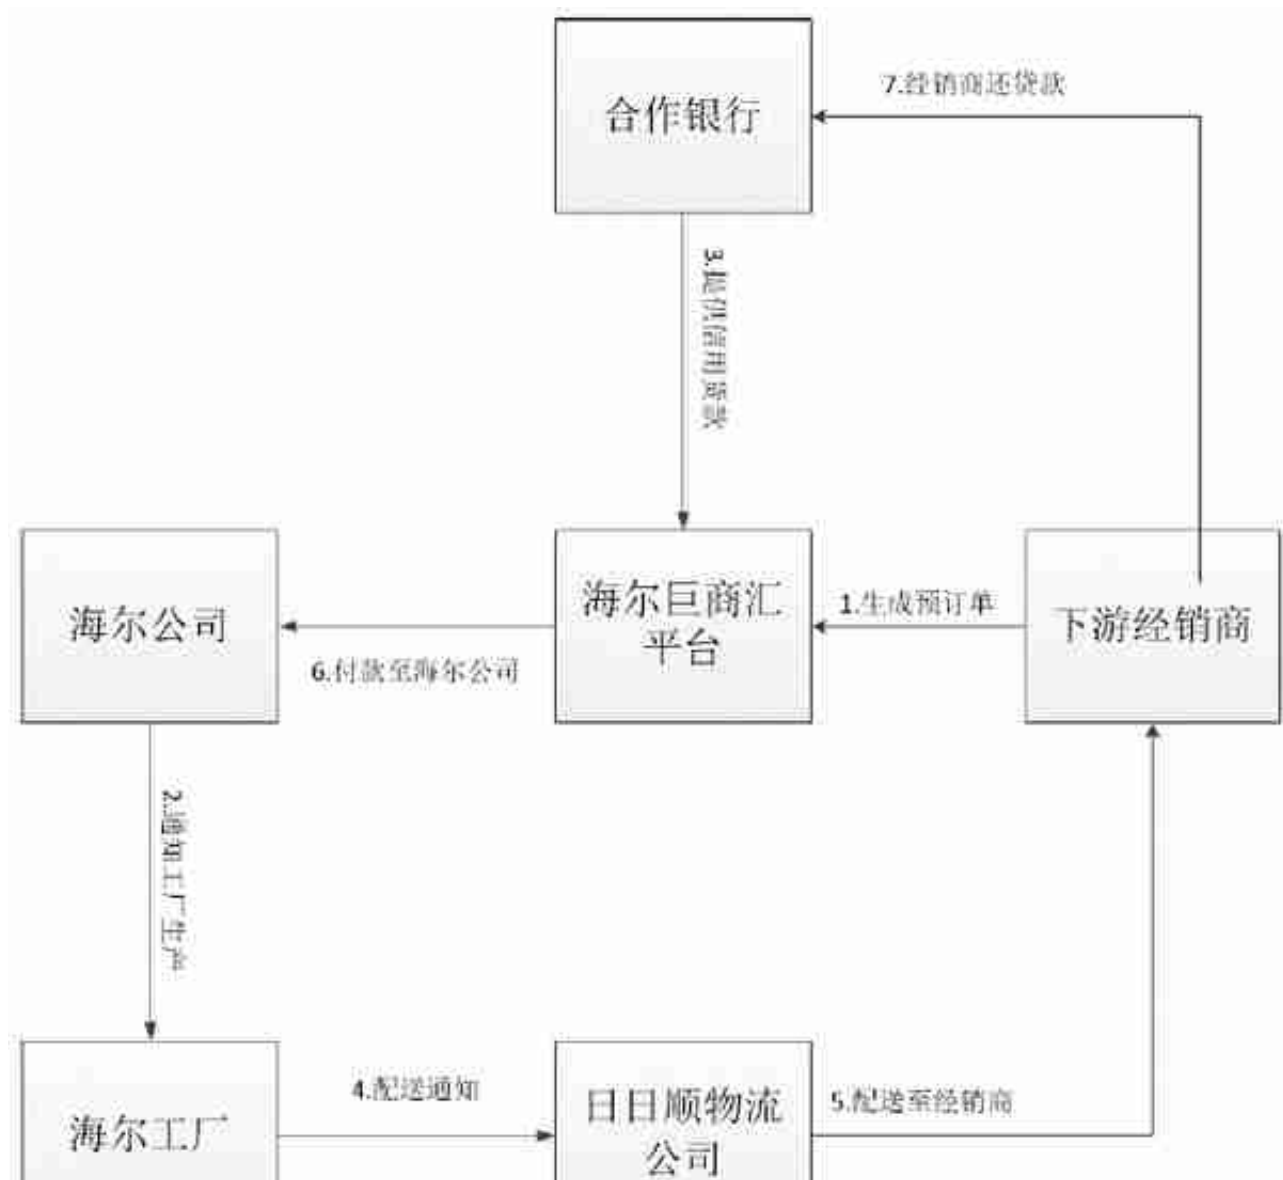 合作银行
7.经销商还贷款
3.提供信用贷款
海尔公司
6.付款至海尔公司
海尔巨商汇
平台
1.生成预订单
下游经销商
2.通知工厂生产
海尔工厂
4.配送通知
日日顺物流
公司
5.配送至经销商